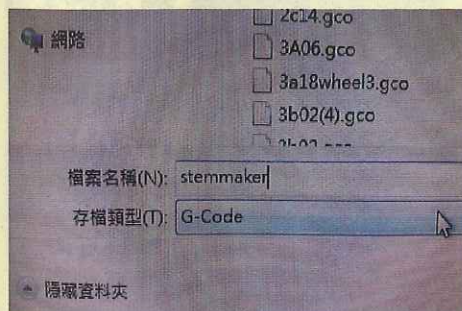 2c14.gco
網路
3A06.gco
3a18wheel3.gco
3b02(4).gco
檔案名稱(N): stemmaker
存檔類型(T): G-Code
隱藏資料夾